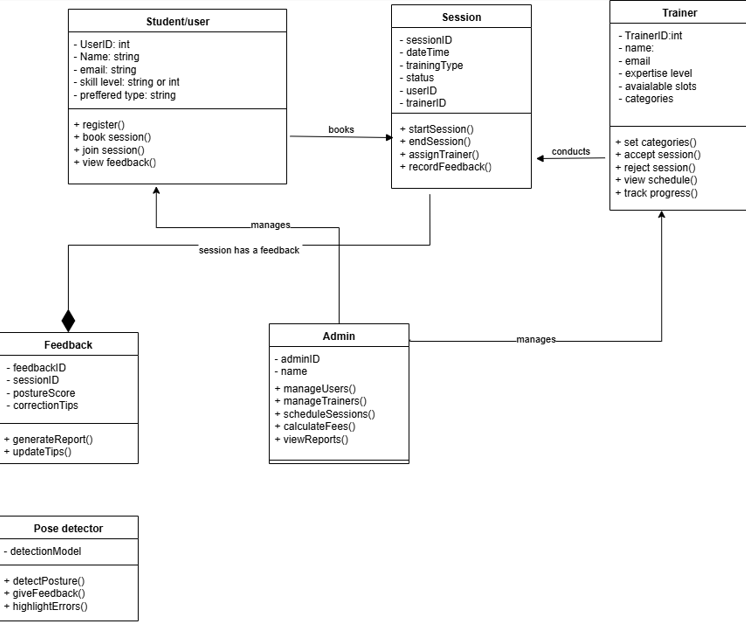 Student/user
- UserID: int
- Name: string
- email: string
- skill level: string or int
- preffered type: string
+ register()
+ book session()
+ join session()
+ view feedback()
books
Session
- sessionID
- dateTime
- trainingType
- status
- userID
- trainerID
+ startSession()
+ endSession()
+ assignTrainer()
+ recordFeedback()
conducts
Trainer
- TrainerID:int
- name:
- email
- expertise level
- avaialable slots
- categories
+ set categories()
+ accept session()
+ reject session()
+ view schedule()
+ track progress()
manages
session has a feedback
Feedback
- feedbackID
- sessionID
- postureScore
- correctionTips
+ generateReport()
+ updateTips()
Admin
- adminID
- name
+ manageUsers()
+ manageTrainers()
+ scheduleSessions()
+ calculateFees()
+ viewReports()
manages
Pose detector
- detectionModel
+ detectPosture()
+ giveFeedback()
+ highlightErrors()